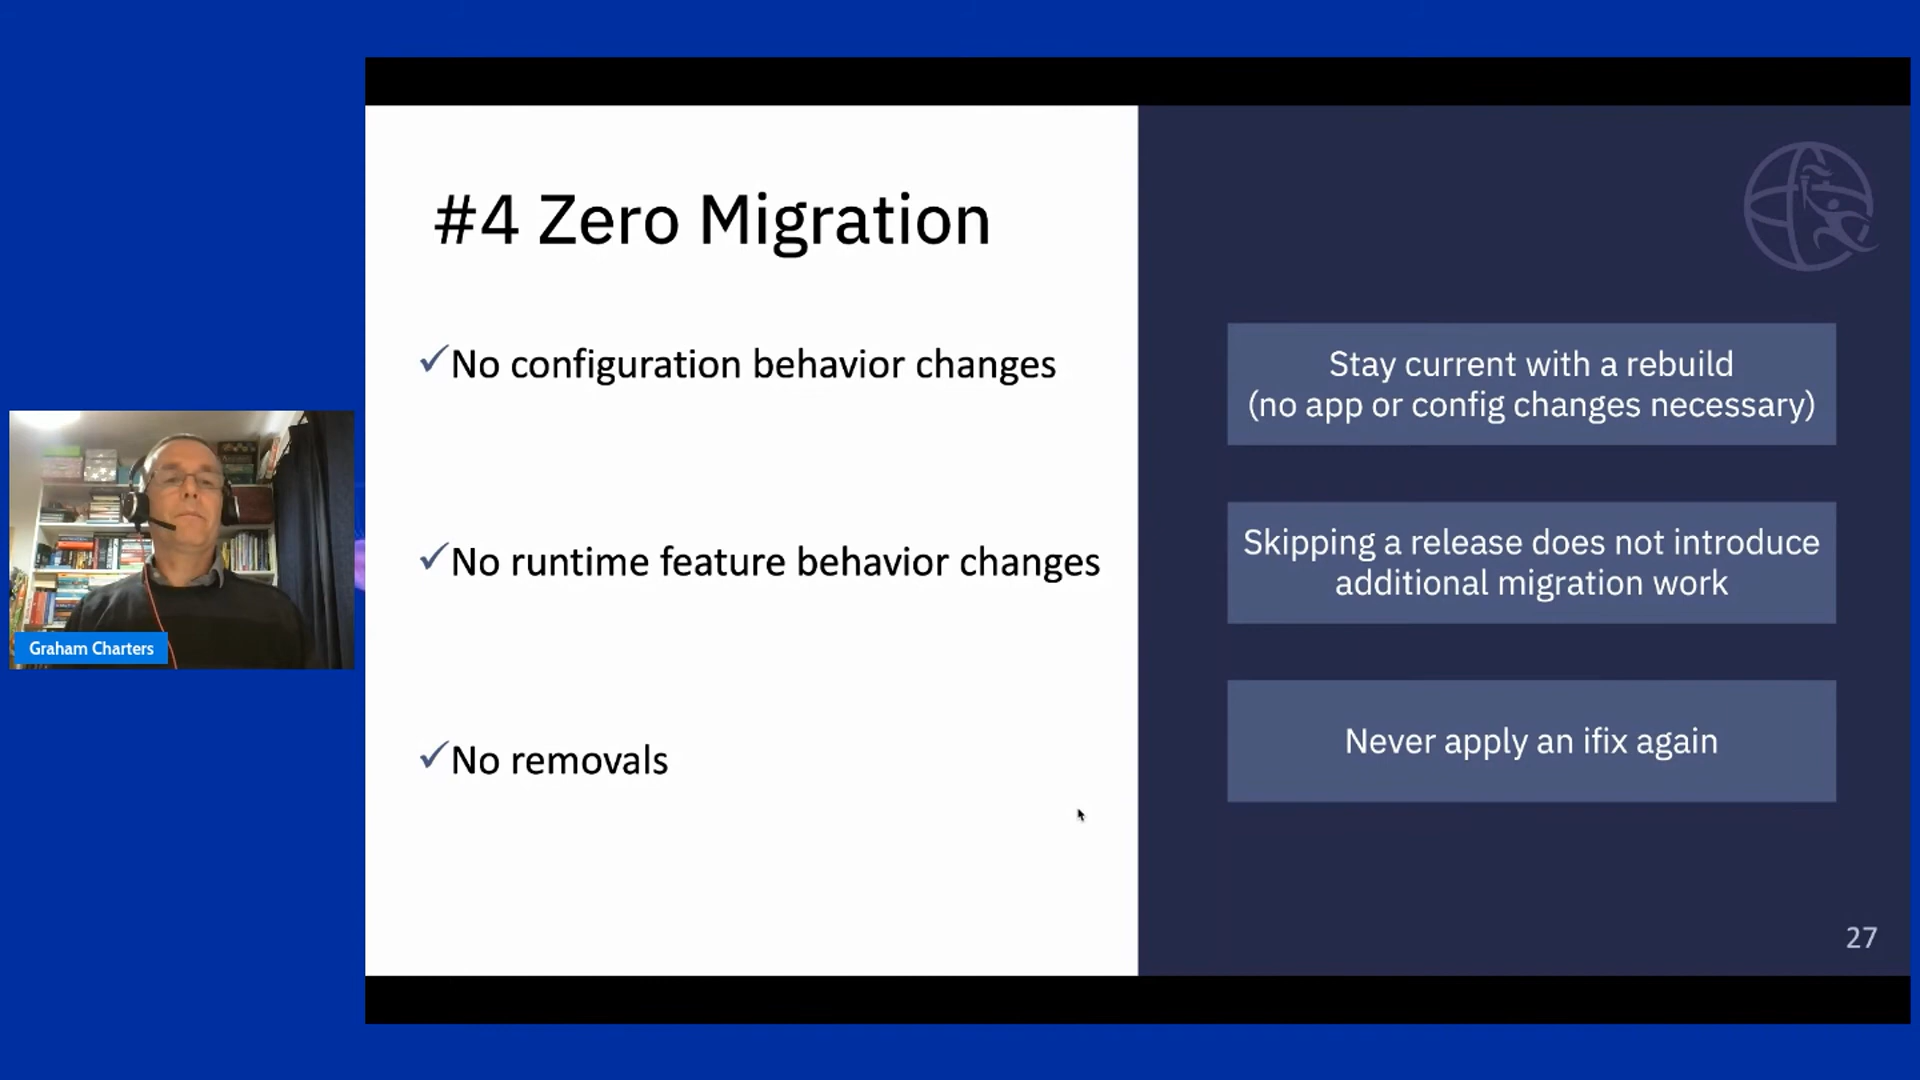 #4 Zero Migration
✓No configuration behavior changes
✓No runtime feature behavior changes
✓No removals
Stay current with a rebuild
(no app or config changes necessary)
Skipping a release does not introduce
additional migration work
Never apply an ifix again
27
Graham Charters